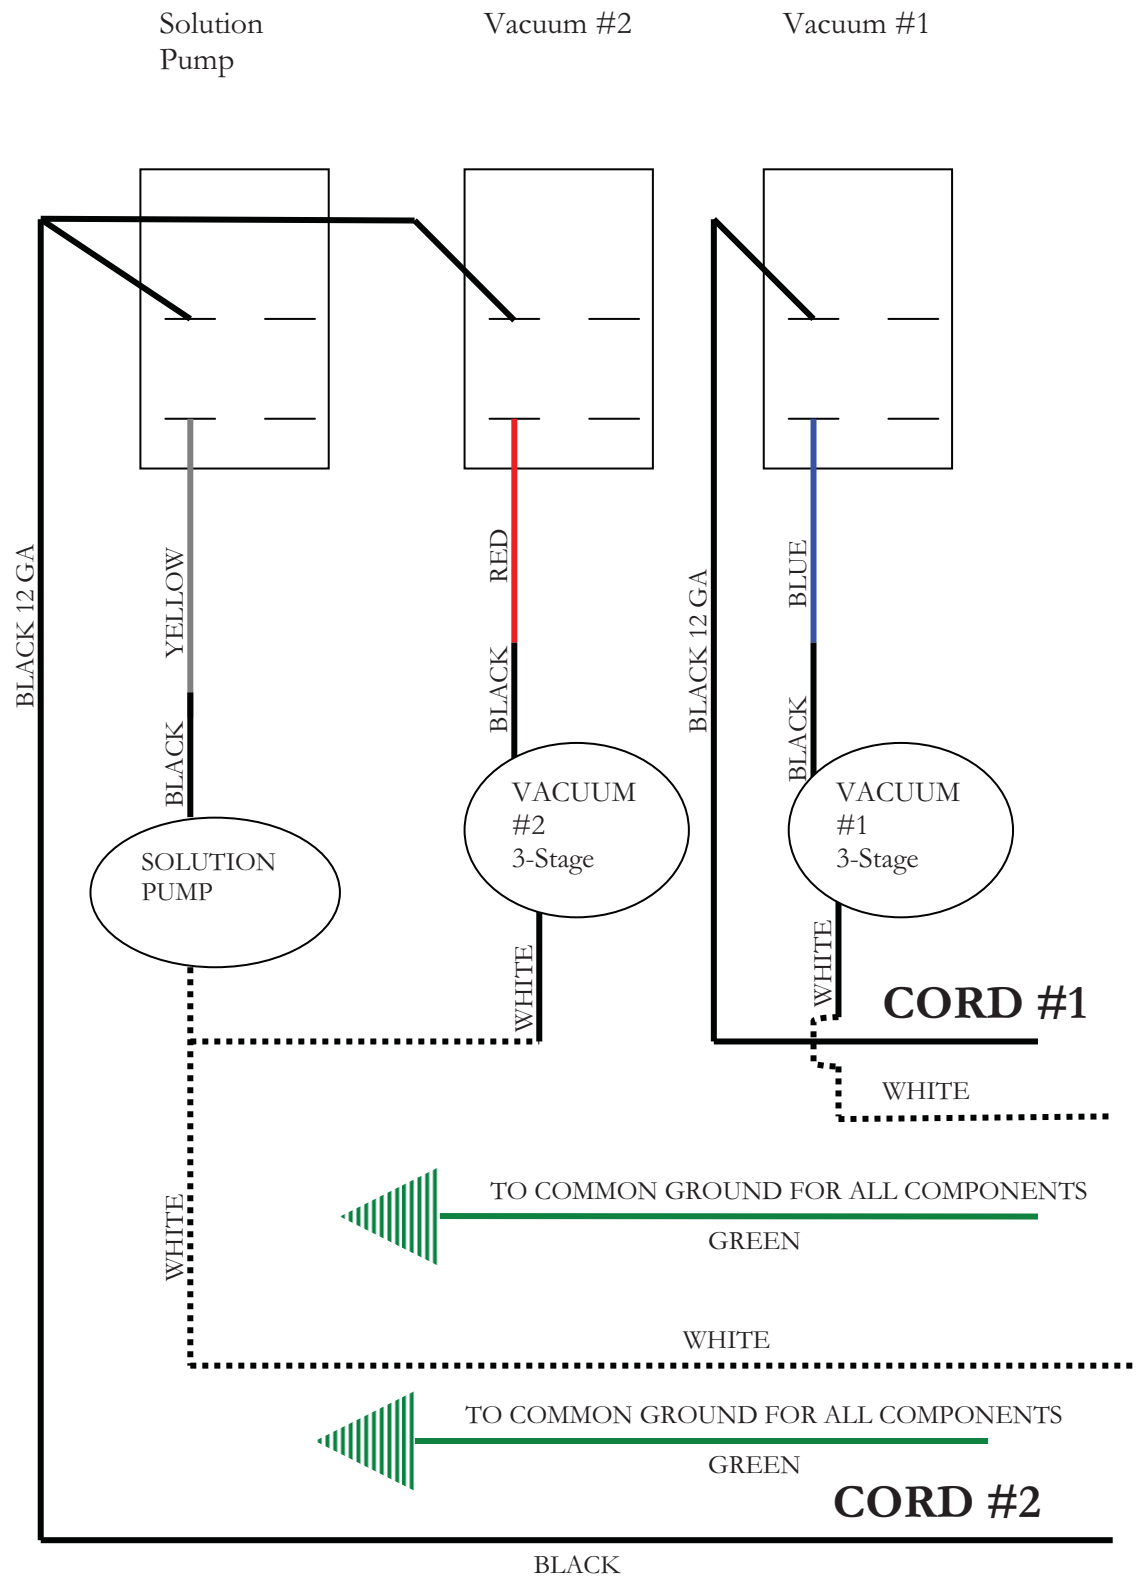 Solution
Pump
Vacuum #2
Vacuum #1
BLACK 12 GA
YELLOW
BLACK
RED
BLACK
BLACK 12 GA
BLUE
BLACK
SOLUTION
PUMP
VACUUM
#2
3-Stage
VACUUM
#1
3-Stage
WHITE
WHITE
CORD #1
WHITE
TO COMMON GROUND FOR ALL COMPONENTS
GREEN
WHITE
WHITE
TO COMMON GROUND FOR ALL COMPONENTS
GREEN
CORD #2
BLACK